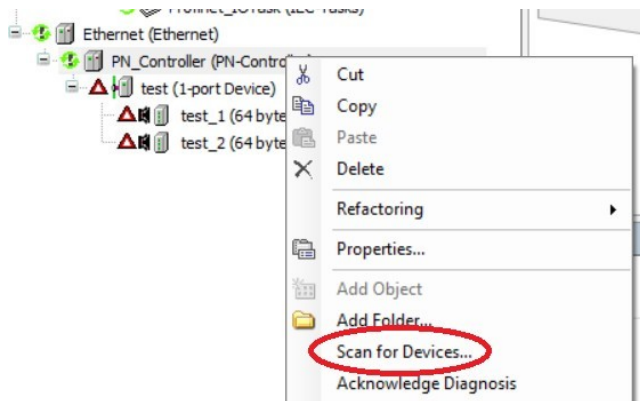 Profinet_IOTask (IEC-Tasks)
Ethernet (Ethernet)
PN_Controller (PN-Contro
test (1-port Device)
test_1 (64 byte
test_2 (64 byte
Cut
Copy
Paste
Delete
Refactoring
Properties...
Add Object
Add Folder...
Scan for Devices...
Acknowledge Diagnosis